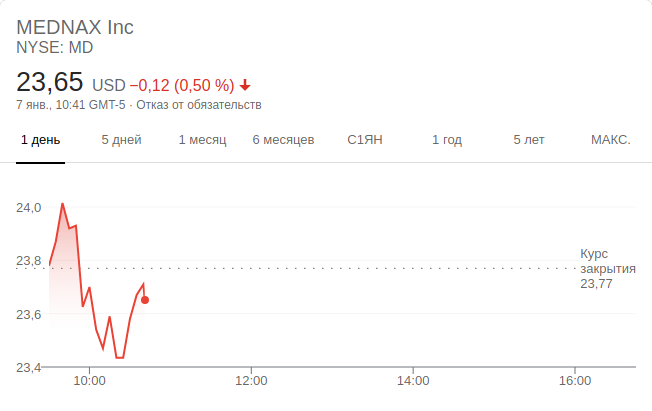 MEDNAX Inc
NYSE: MD
23,65 USD −0,12 (0,50 %)
7 янв., 10:41 GMT-5 · Отказ от обязательств
1 день 5 дней 1 месяц 6 месяцев С1ЯН 1 год 5 лет МАКС.
24,0
23,8
23,6
23,4
Курс
закрытия
23,77
10:00 12:00 14:00 16:00